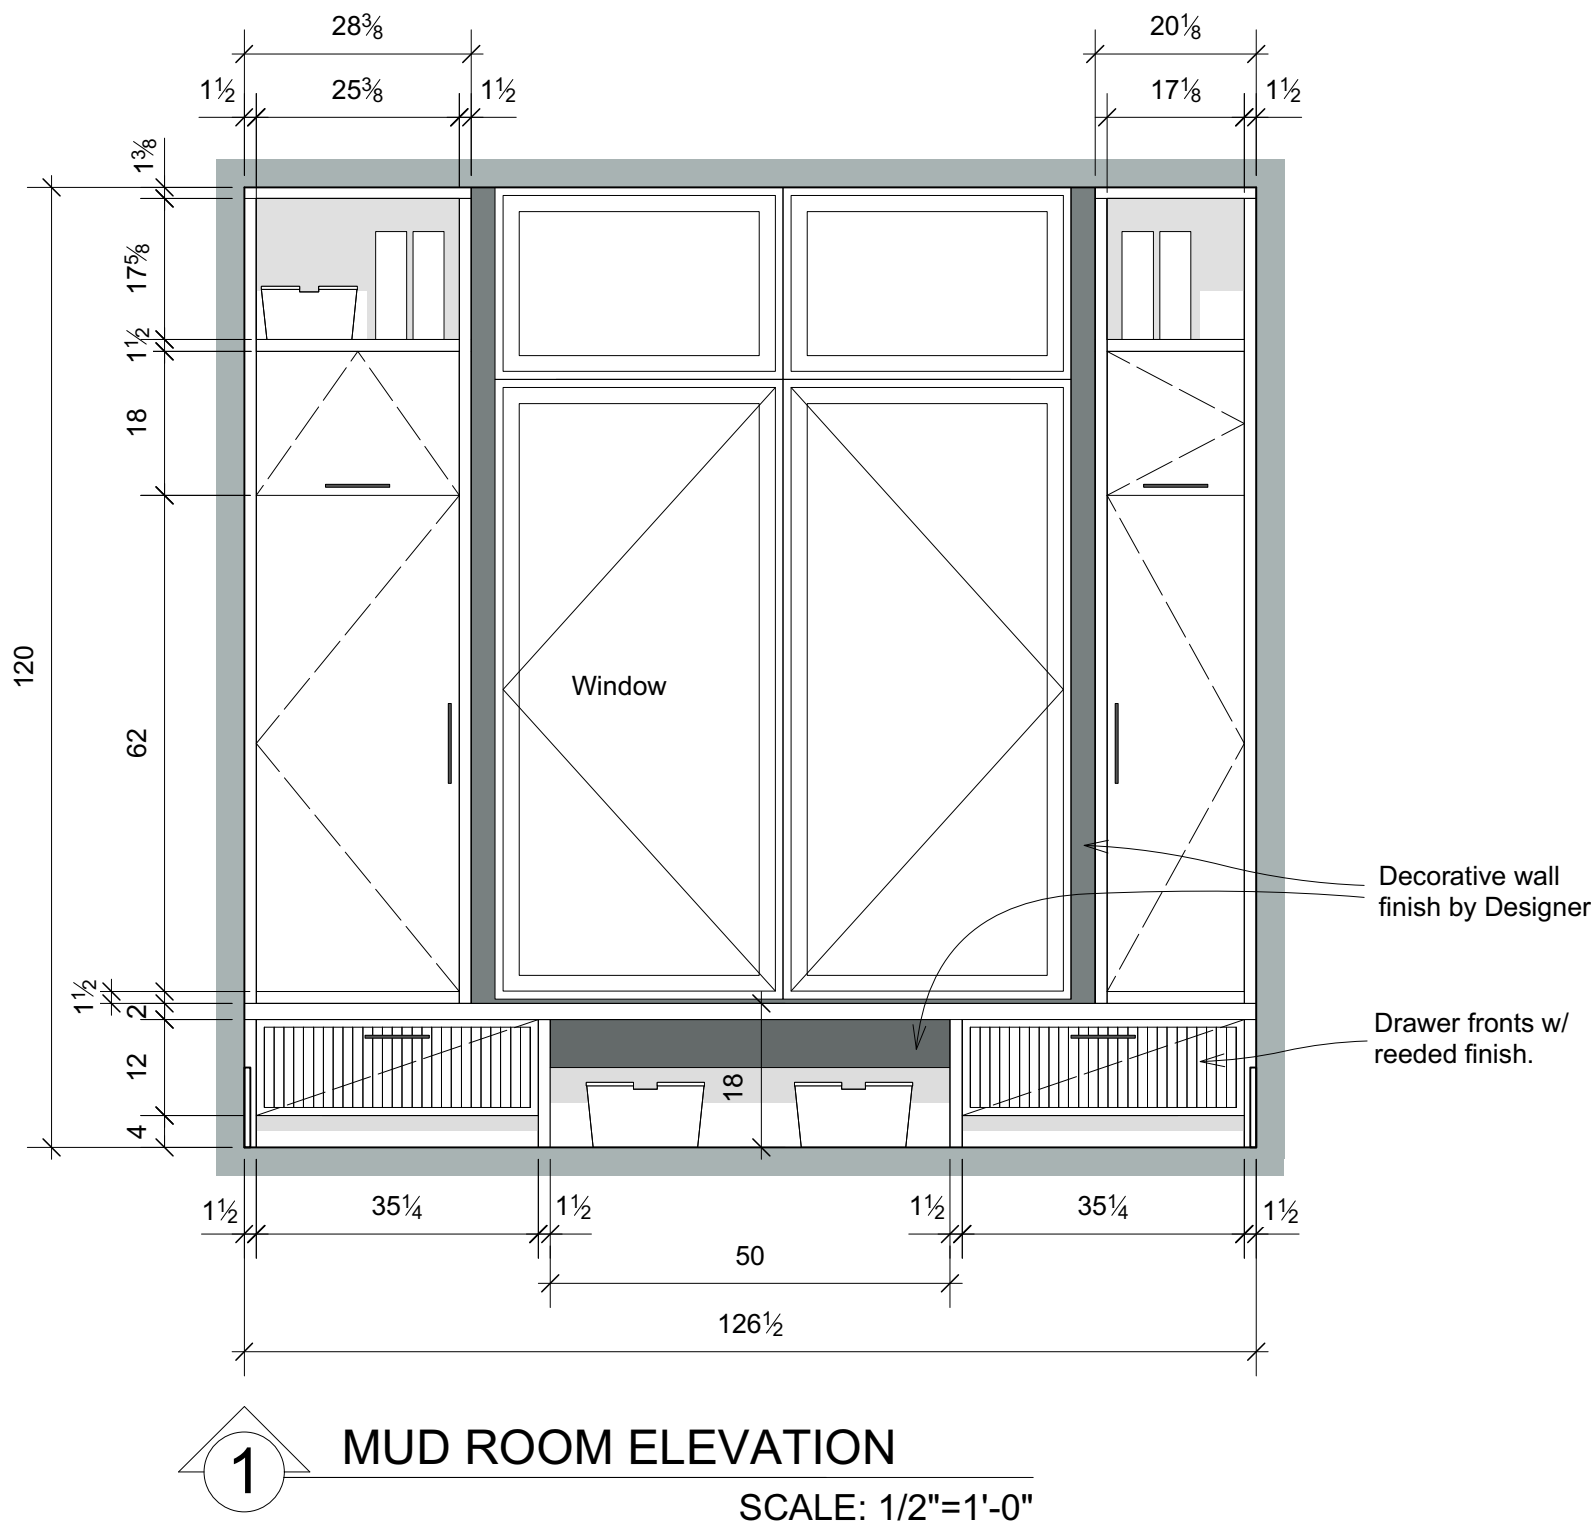 28⅜
20⅛
1½ 25⅜ 1½
17⅛ 1½
1⅜
17⅝
1½
18
120
62
Window
Decorative wall
finish by Designer
1½
2
Drawer fronts w/
reeded finish.
12
18
4
1½ 35¼ 1½
1½ 35¼ 1½
50
126½
1
MUD ROOM ELEVATION
SCALE: 1/2"=1'-0"